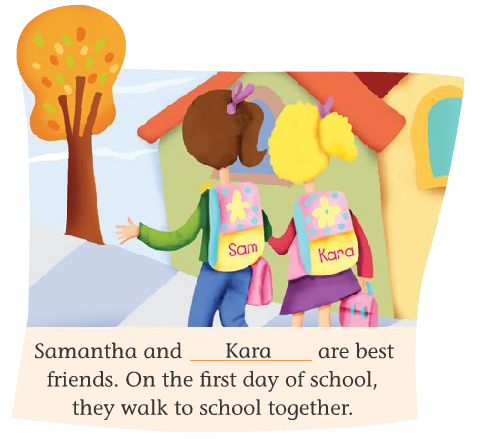 Sam
Kara
Samantha and Kara are best
friends. On the first day of school,
they walk to school together.